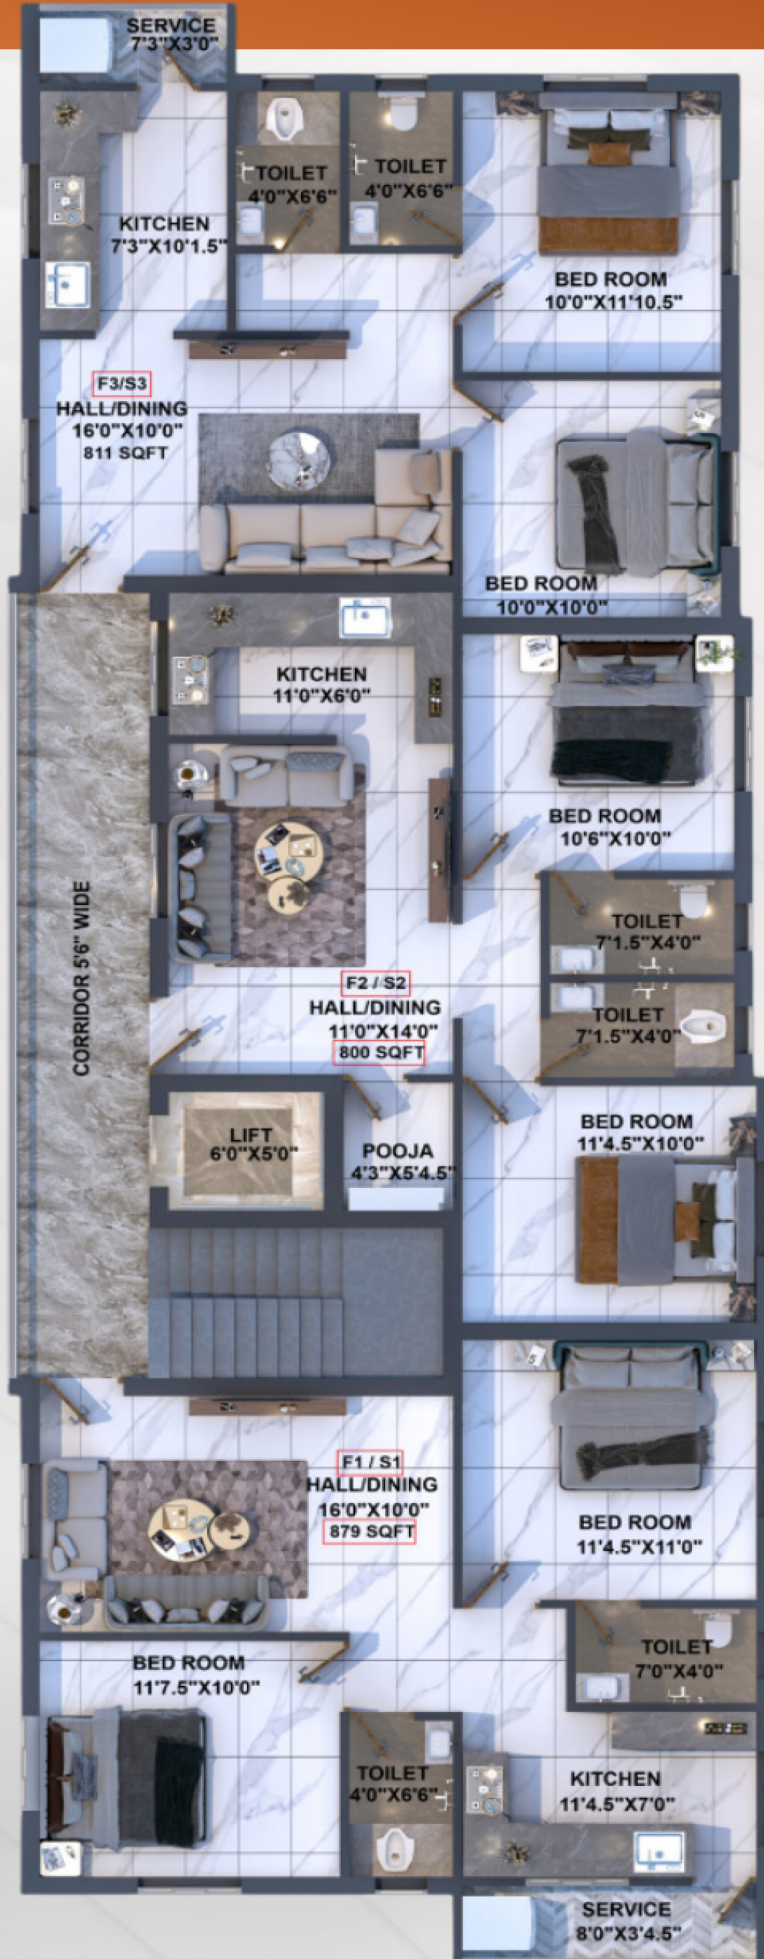 SERVICE
7'3"X3'0"
TOILET
4'0"X6'6"
TOILET
4'0"X6'6"
KITCHEN
7'3"X10'1.5"
BED ROOM
10'0"X11'10.5"
F3/S3
HALL/DINING
16'0"X10'0"
811 SQFT
BED ROOM
10'0"X10'0"
KITCHEN
11'0"X6'0"
BED ROOM
10'6"X10'0"
CORRIDOR 5'6" WIDE
TOILET
7'1.5"X4'0"
F2 / S2
HALL/DINING
11'0"X14'0"
800 SQFT
TOILET
7'1.5"X4'0"
LIFT
6'0"X5'0"
POOJA
4'3"X5'4.5"
BED ROOM
11'4.5"X10'0"
F1 / S1
HALL/DINING
16'0"X10'0"
879 SQFT
BED ROOM
11'4.5"X11'0"
BED ROOM
11'7.5"X10'0"
TOILET
7'0"X4'0"
TOILET
4'0"X6'6"
KITCHEN
11'4.5"X7'0"
SERVICE
8'0"X3'4.5"